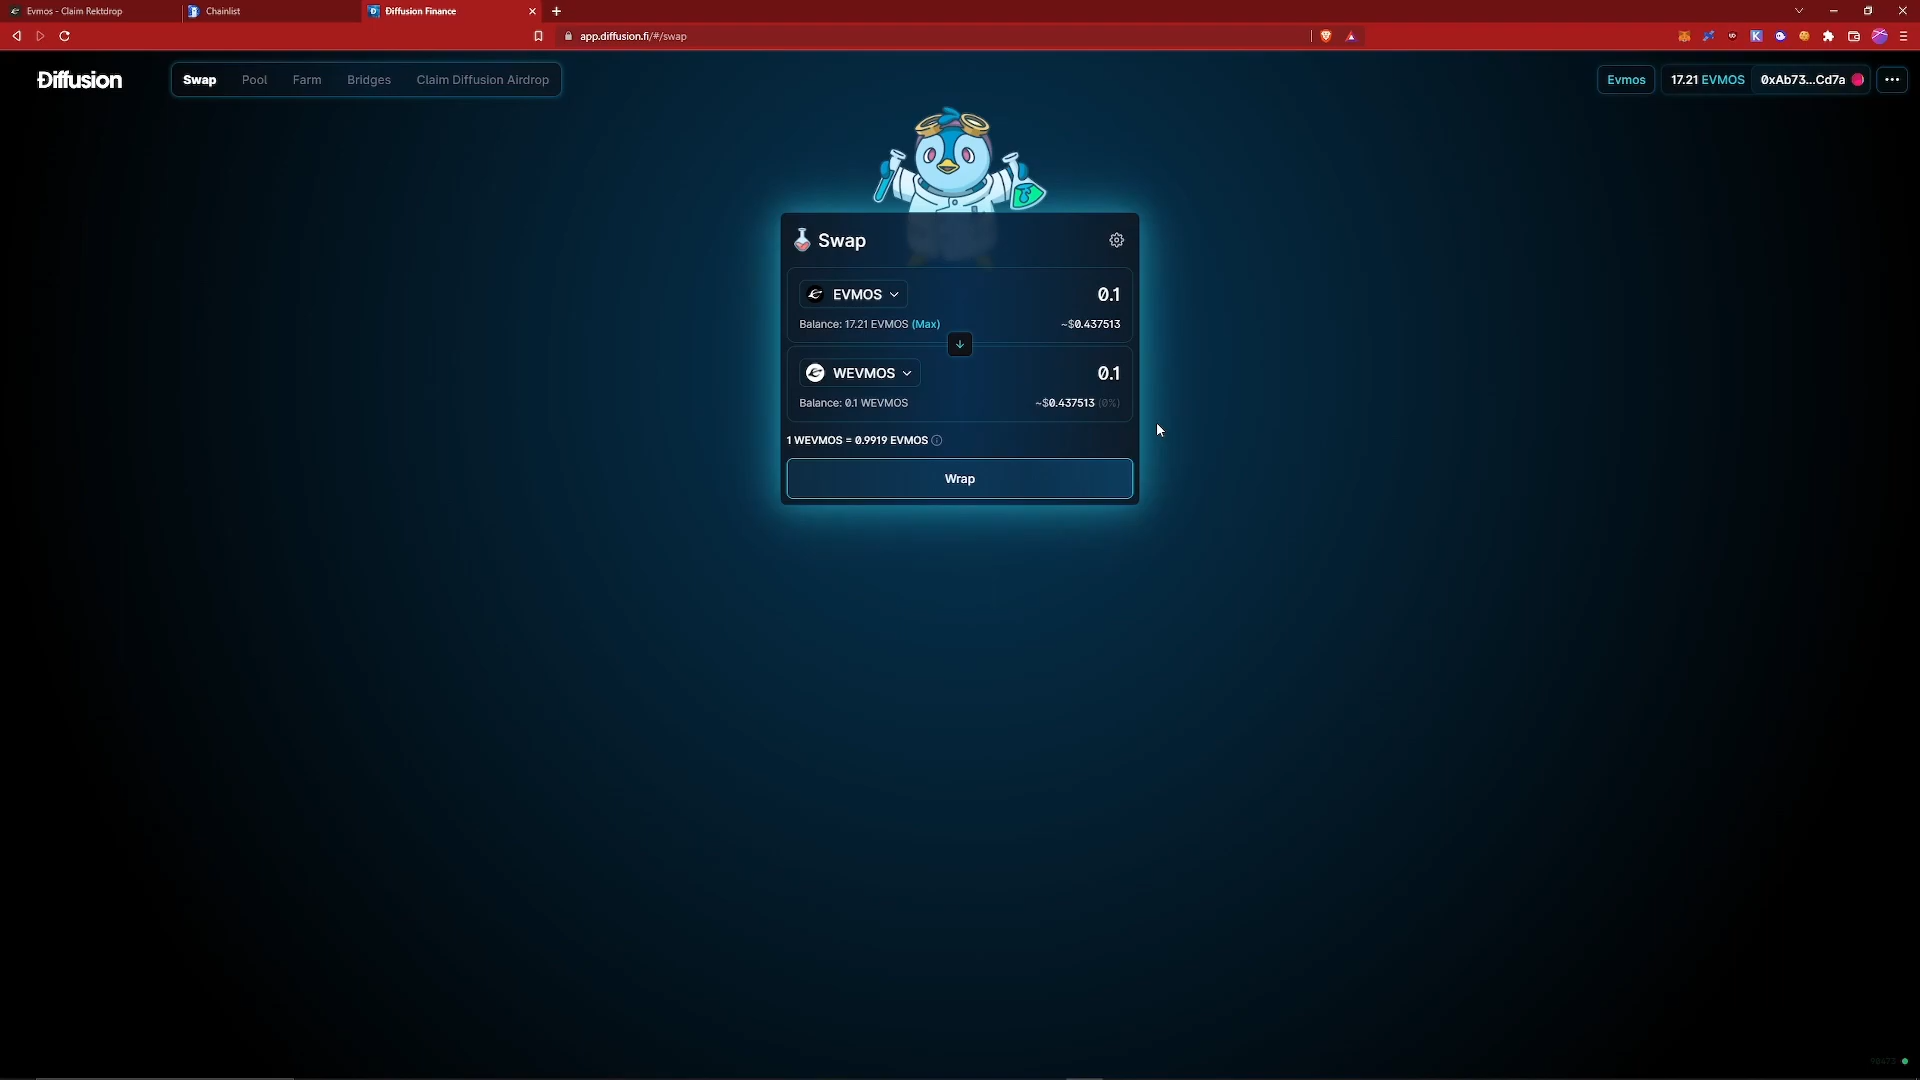 Evmos - Claim Rektdrop
Chainlist
Diffusion Finance
app.diffusion.fi/#/swap
Diffusion
Swap
Pool
Farm
Bridges
Claim Diffusion Airdrop
Evmos
17.21 EVMOS
0xAb73...Cd7a
Swap
EVMOS
0.1
Balance: 17.21 EVMOS (Max)
~$0.437513
WEVMOS
0.1
Balance: 0.1 WEVMOS
~$0.437513 (0%)
1 WEVMOS = 0.9919 EVMOS
Wrap